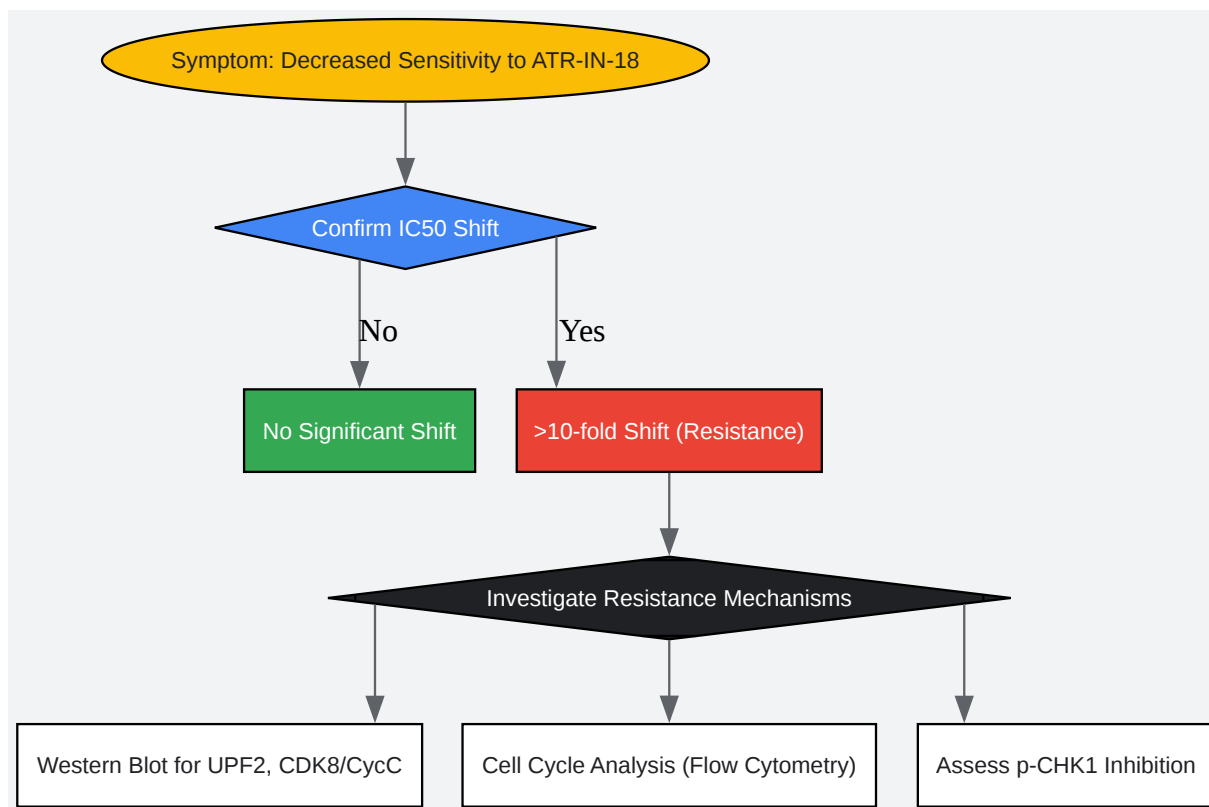 Symptom: Decreased Sensitivity to ATR-IN-18
Confirm IC50 Shift
No
Yes
No Significant Shift
>10-fold Shift (Resistance)
Investigate Resistance Mechanisms
Western Blot for UPF2, CDK8/CycC
Cell Cycle Analysis (Flow Cytometry)
Assess p-CHK1 Inhibition